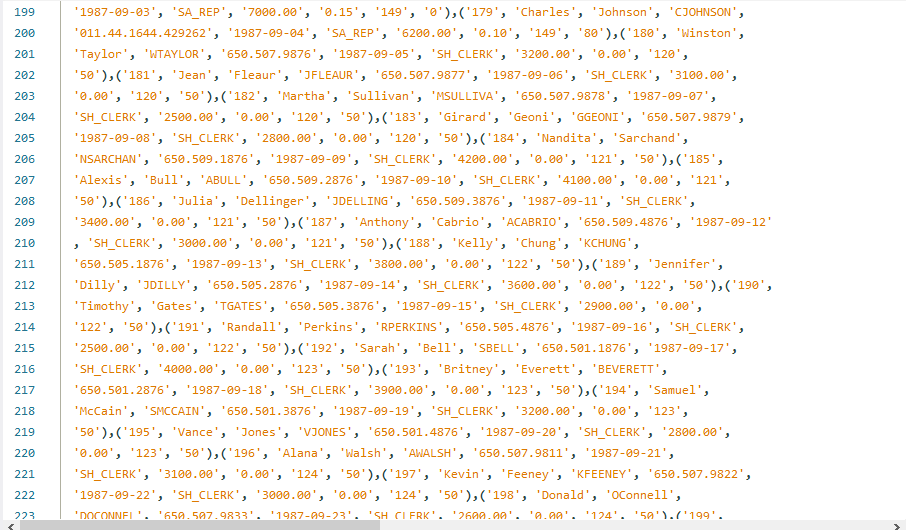 199 '1987-09-03', 'SA_REP', '7000.00', '0.15', '149', '0'),('179', 'Charles', 'Johnson', 'CJOHNSON',
200 '011.44.1644.429262', '1987-09-04', 'SA_REP', '6200.00', '0.10', '149', '80'),('180', 'Winston',
201 'Taylor', 'WTAYLOR', '650.507.9876', '1987-09-05', 'SH_CLERK', '3200.00', '0.00', '120',
202 '50'),('181', 'Jean', 'Fleaur', 'JFLEAUR', '650.507.9877', '1987-09-06', 'SH_CLERK', '3100.00',
203 '0.00', '120', '50'),('182', 'Martha', 'Sullivan', 'MSULLIVA', '650.507.9878', '1987-09-07',
204 'SH_CLERK', '2500.00', '0.00', '120', '50'),('183', 'Girard', 'Geoni', 'GGEONI', '650.507.9879',
205 '1987-09-08', 'SH_CLERK', '2800.00', '0.00', '120', '50'),('184', 'Nandita', 'Sarchand',
206 'NSARCHAN', '650.509.1876', '1987-09-09', 'SH_CLERK', '4200.00', '0.00', '121', '50'),('185',
207 'Alexis', 'Bull', 'ABULL', '650.509.2876', '1987-09-10', 'SH_CLERK', '4100.00', '0.00', '121',
208 '50'),('186', 'Julia', 'Dellinger', 'JDELLING', '650.509.3876', '1987-09-11', 'SH_CLERK',
209 '3400.00', '0.00', '121', '50'),('187', 'Anthony', 'Cabrio', 'ACABRIO', '650.509.4876', '1987-09-12'
210 , 'SH_CLERK', '3000.00', '0.00', '121', '50'),('188', 'Kelly', 'Chung', 'KCHUNG',
211 '650.505.1876', '1987-09-13', 'SH_CLERK', '3800.00', '0.00', '122', '50'),('189', 'Jennifer',
212 'Dilly', 'JDILLY', '650.505.2876', '1987-09-14', 'SH_CLERK', '3600.00', '0.00', '122', '50'),('190',
213 'Timothy', 'Gates', 'TGATES', '650.505.3876', '1987-09-15', 'SH_CLERK', '2900.00', '0.00',
214 '122', '50'),('191', 'Randall', 'Perkins', 'RPERKINS', '650.505.4876', '1987-09-16', 'SH_CLERK',
215 '2500.00', '0.00', '122', '50'),('192', 'Sarah', 'Bell', 'SBELL', '650.501.1876', '1987-09-17',
216 'SH_CLERK', '4000.00', '0.00', '123', '50'),('193', 'Britney', 'Everett', 'BEVERETT',
217 '650.501.2876', '1987-09-18', 'SH_CLERK', '3900.00', '0.00', '123', '50'),('194', 'Samuel',
218 'McCain', 'SMCCAIN', '650.501.3876', '1987-09-19', 'SH_CLERK', '3200.00', '0.00', '123',
219 '50'),('195', 'Vance', 'Jones', 'VJONES', '650.501.4876', '1987-09-20', 'SH_CLERK', '2800.00',
220 '0.00', '123', '50'),('196', 'Alana', 'Walsh', 'AWALSH', '650.507.9811', '1987-09-21',
221 'SH_CLERK', '3100.00', '0.00', '124', '50'),('197', 'Kevin', 'Feeney', 'KFEENEY', '650.507.9822',
222 '1987-09-22', 'SH_CLERK', '3000.00', '0.00', '124', '50'),('198', 'Donald', 'OConnell',
223 'DOCONNEL', '650.507.9833', '1987-09-23', 'SH_CLERK', '2600.00', '0.00', '124', '50'),('199',